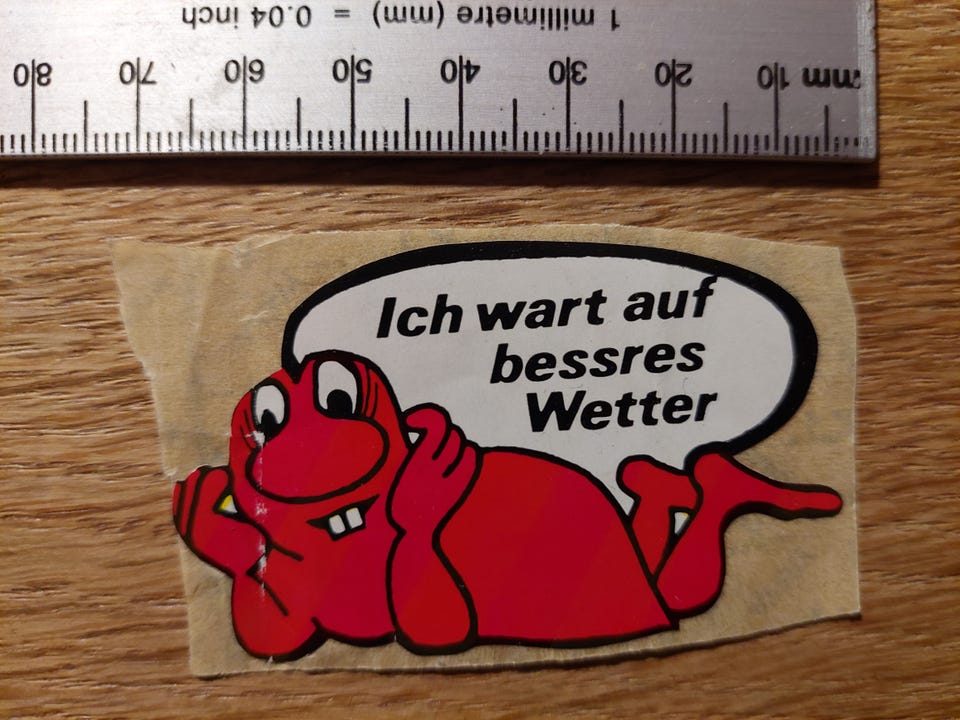 1 millimetre (mm) = 0.04 inch
mm 10 20 30 40 50 60 70 80
Ich wart auf
bessres
Wetter